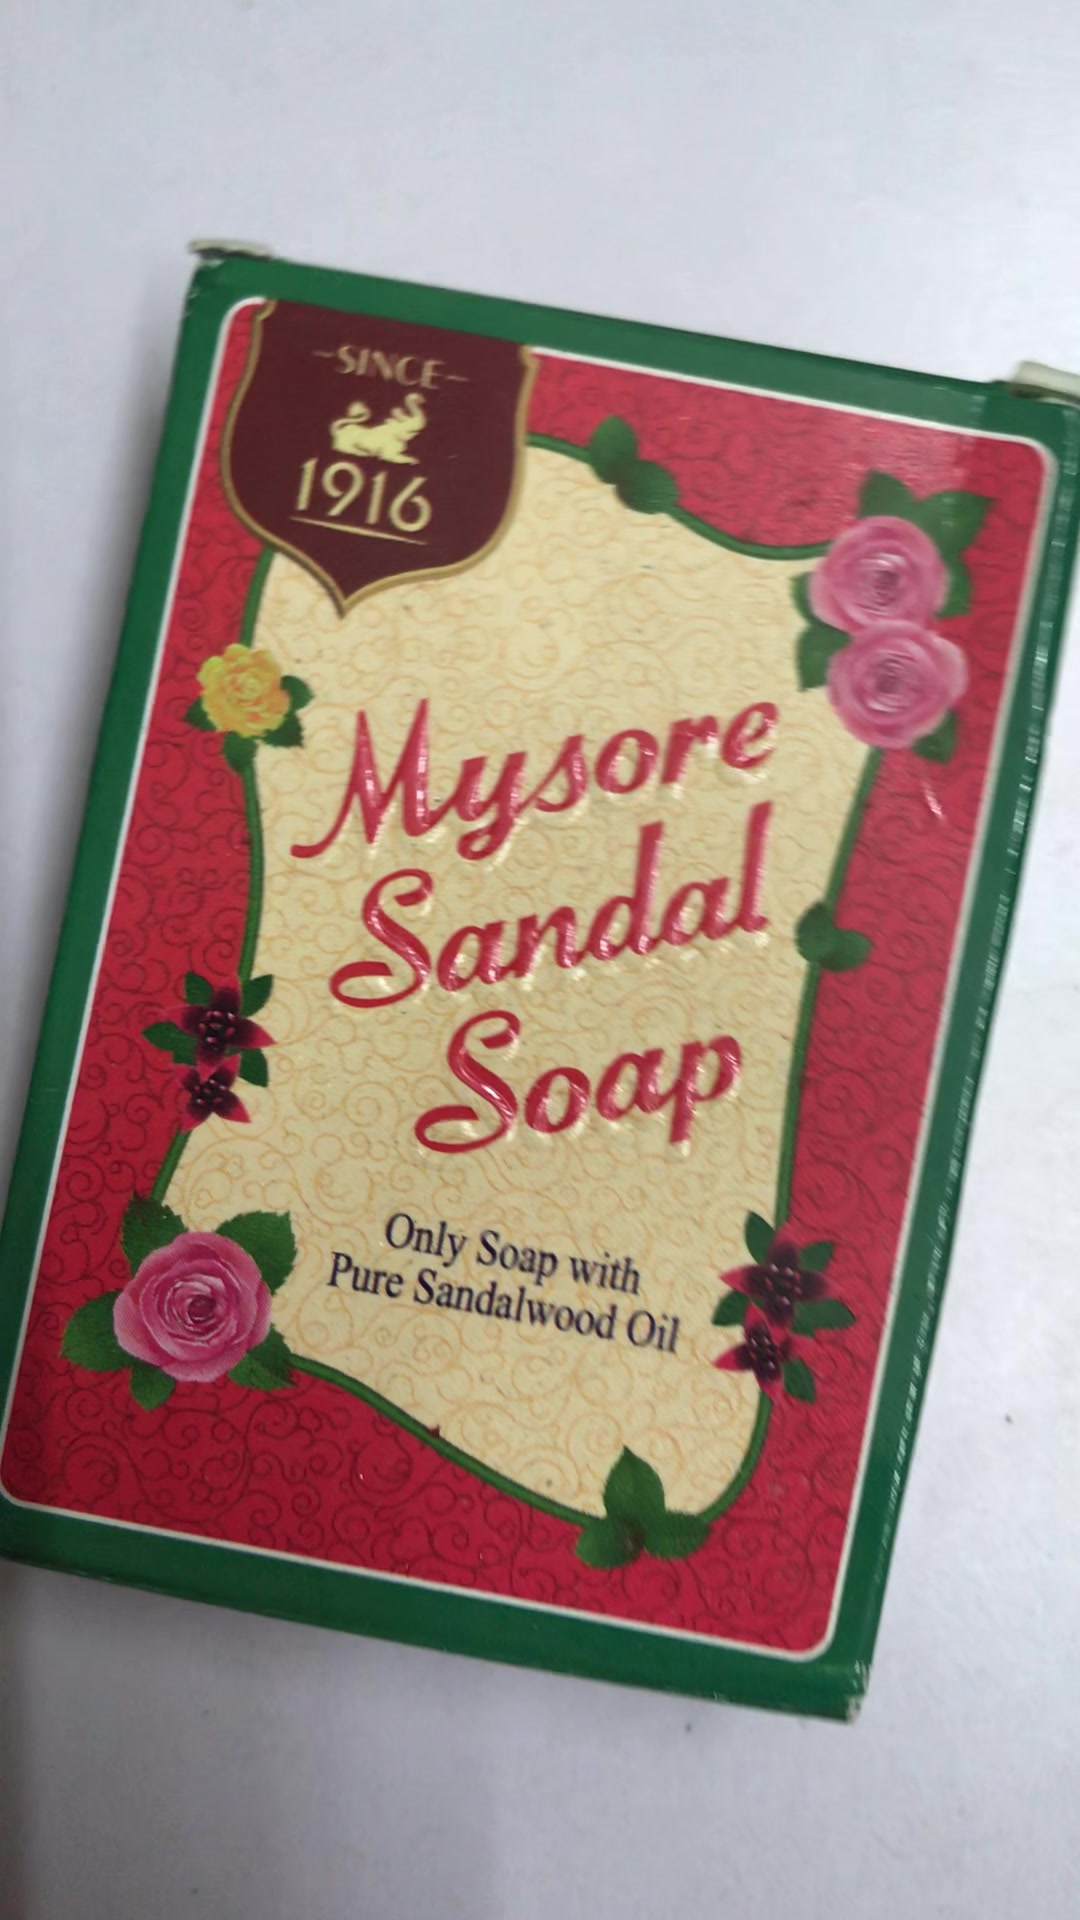 -SINCE-
1916
Mysore
Sandal
Soap
Only Soap with
Pure Sandalwood Oil